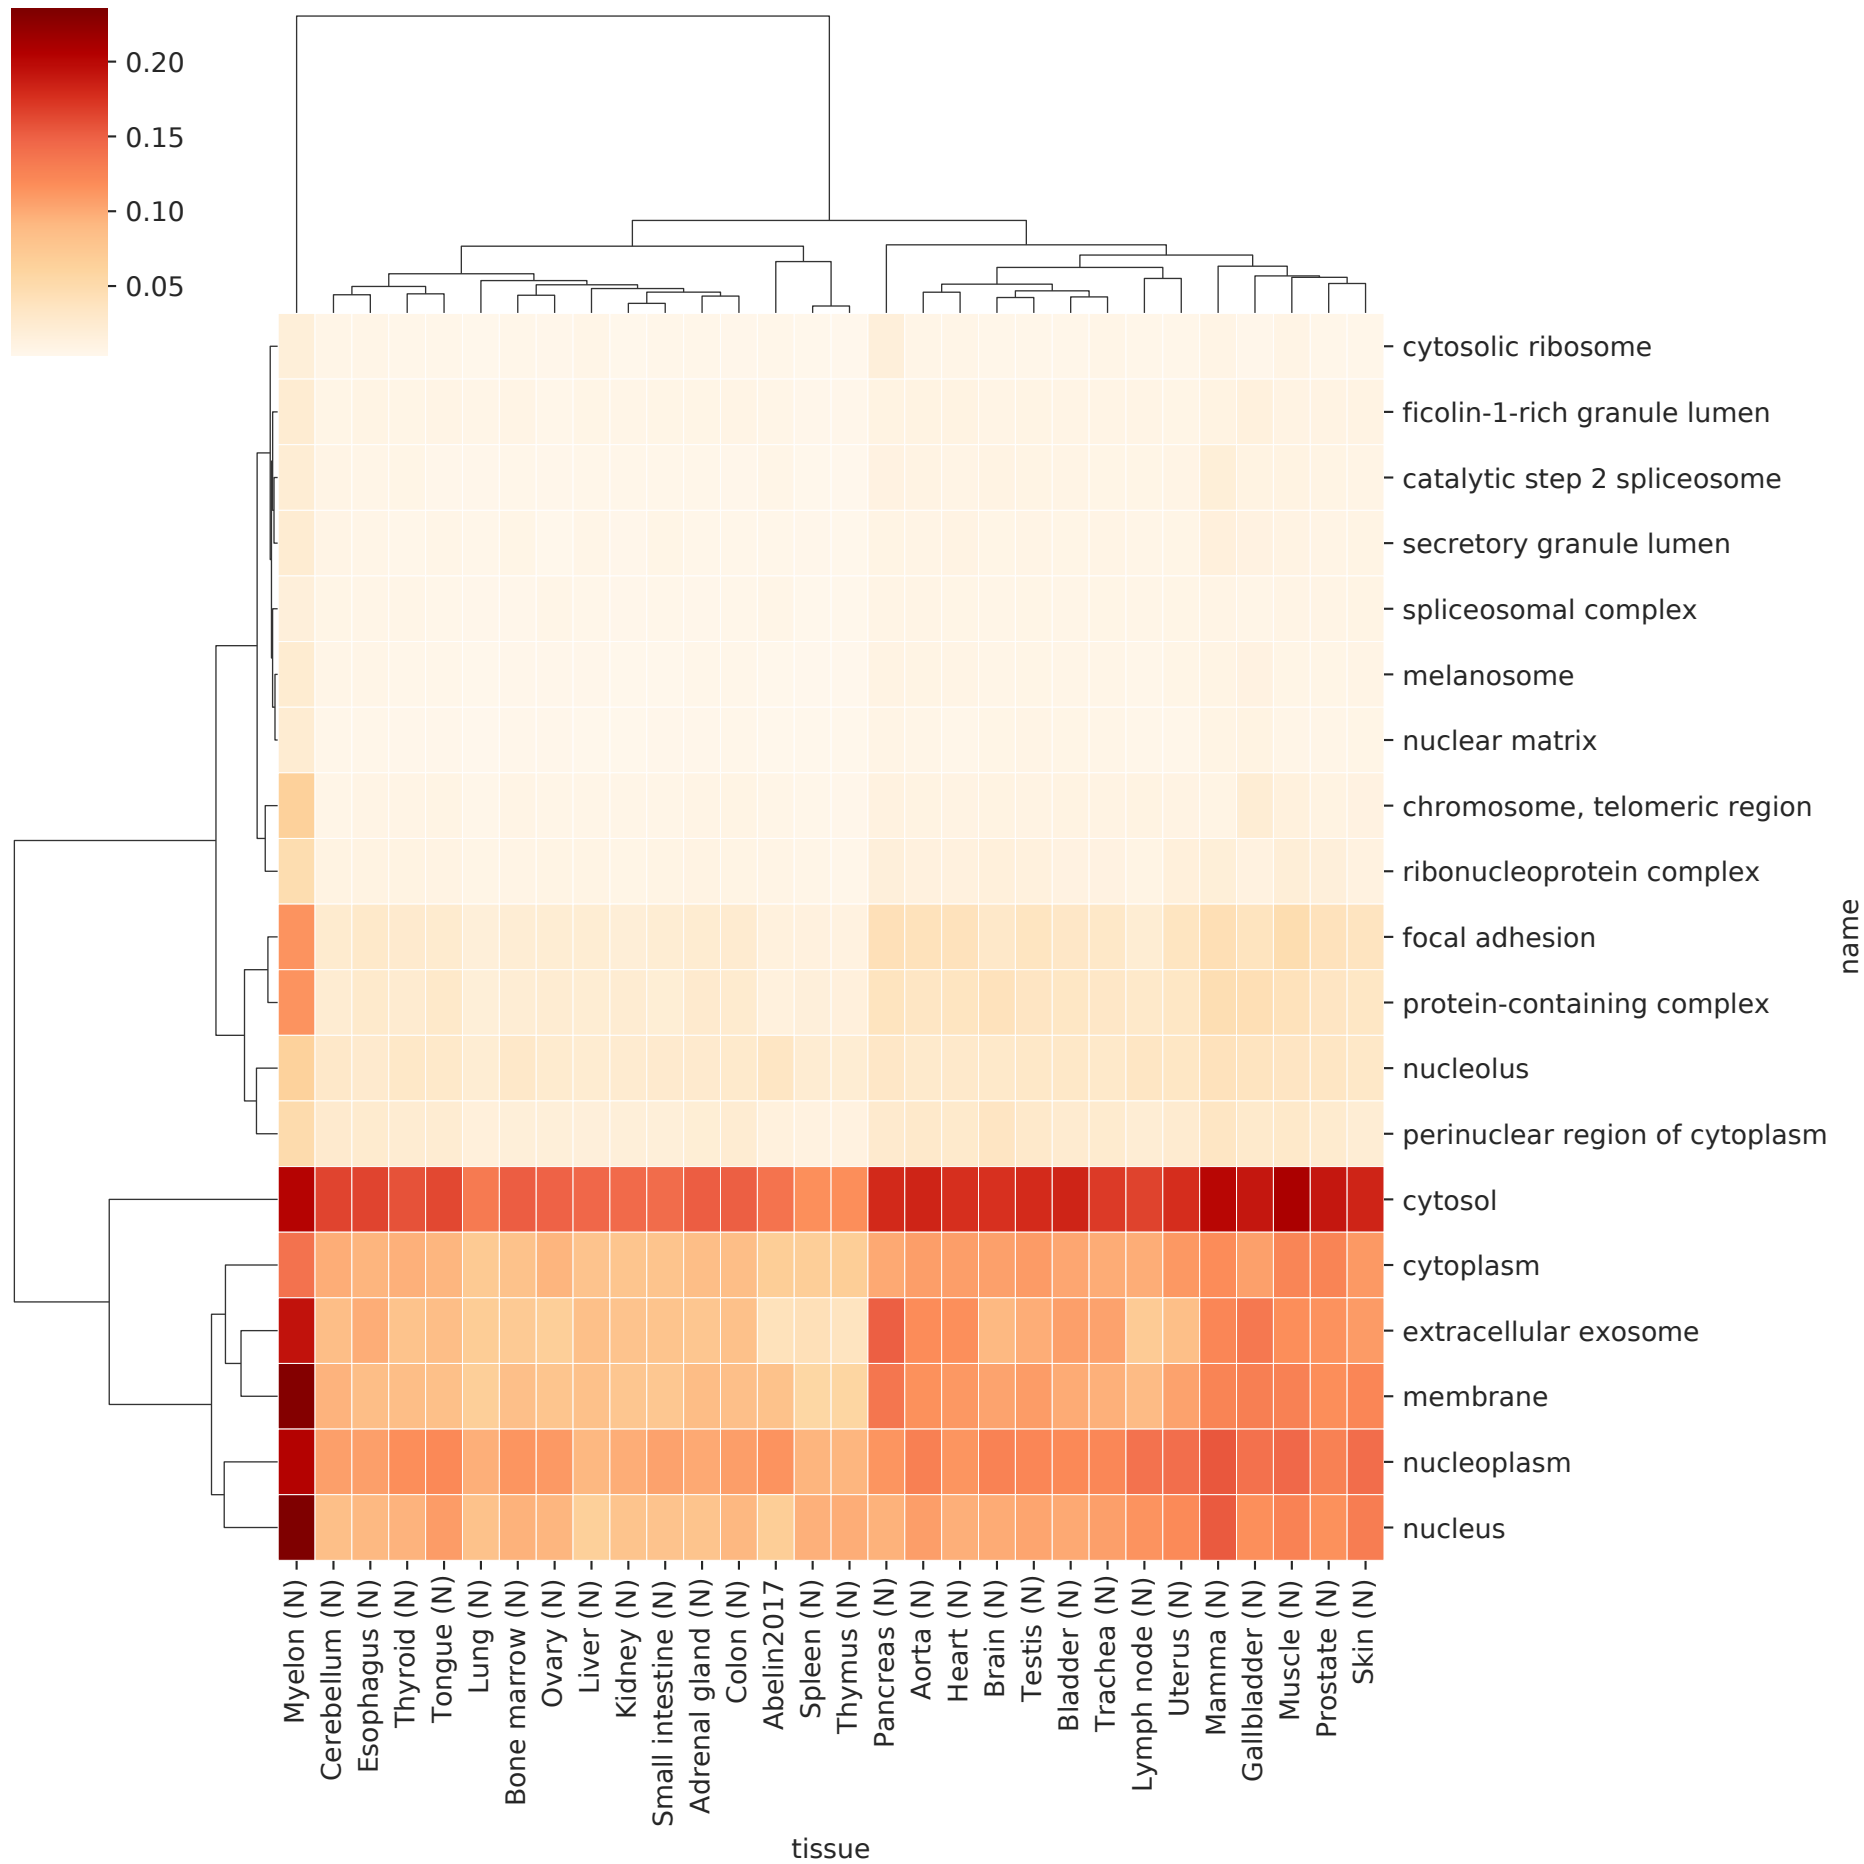 0.20
0.15
0.10
0.05
cytosolic ribosome
ficolin-1-rich granule lumen
catalytic step 2 spliceosome
secretory granule lumen
spliceosomal complex
melanosome
nuclear matrix
chromosome, telomeric region
ribonucleoprotein complex
focal adhesion
protein-containing complex
nucleolus
perinuclear region of cytoplasm
cytosol
cytoplasm
extracellular exosome
membrane
nucleoplasm
nucleus
name
Myelon (N)
Cerebellum (N)
Esophagus (N)
Thyroid (N)
Tongue (N)
Lung (N)
Bone marrow (N)
Ovary (N)
Liver (N)
Kidney (N)
Small intestine (N)
Adrenal gland (N)
Colon (N)
Abelin2017
Spleen (N)
Thymus (N)
Pancreas (N)
Aorta (N)
Heart (N)
Brain (N)
Testis (N)
Bladder (N)
Trachea (N)
Lymph node (N)
Uterus (N)
Mamma (N)
Gallbladder (N)
Muscle (N)
Prostate (N)
Skin (N)
tissue